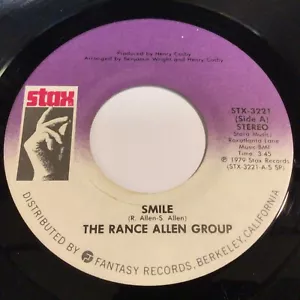 Produced by Henry Cosby
Arranged by Benjamin Wright and Henry Cosby
stax
STX-3221
(Side A)
STEREO
Music-BMI
Time: 3:45
℗ 1979 Stax Records
(STX-3221-A-S SP)
SMILE
(R. Allen-S. Allen)
THE RANCE ALLEN GROUP
DISTRIBUTED BY FANTASY RECORDS, BERKELEY, CALIFORNIA